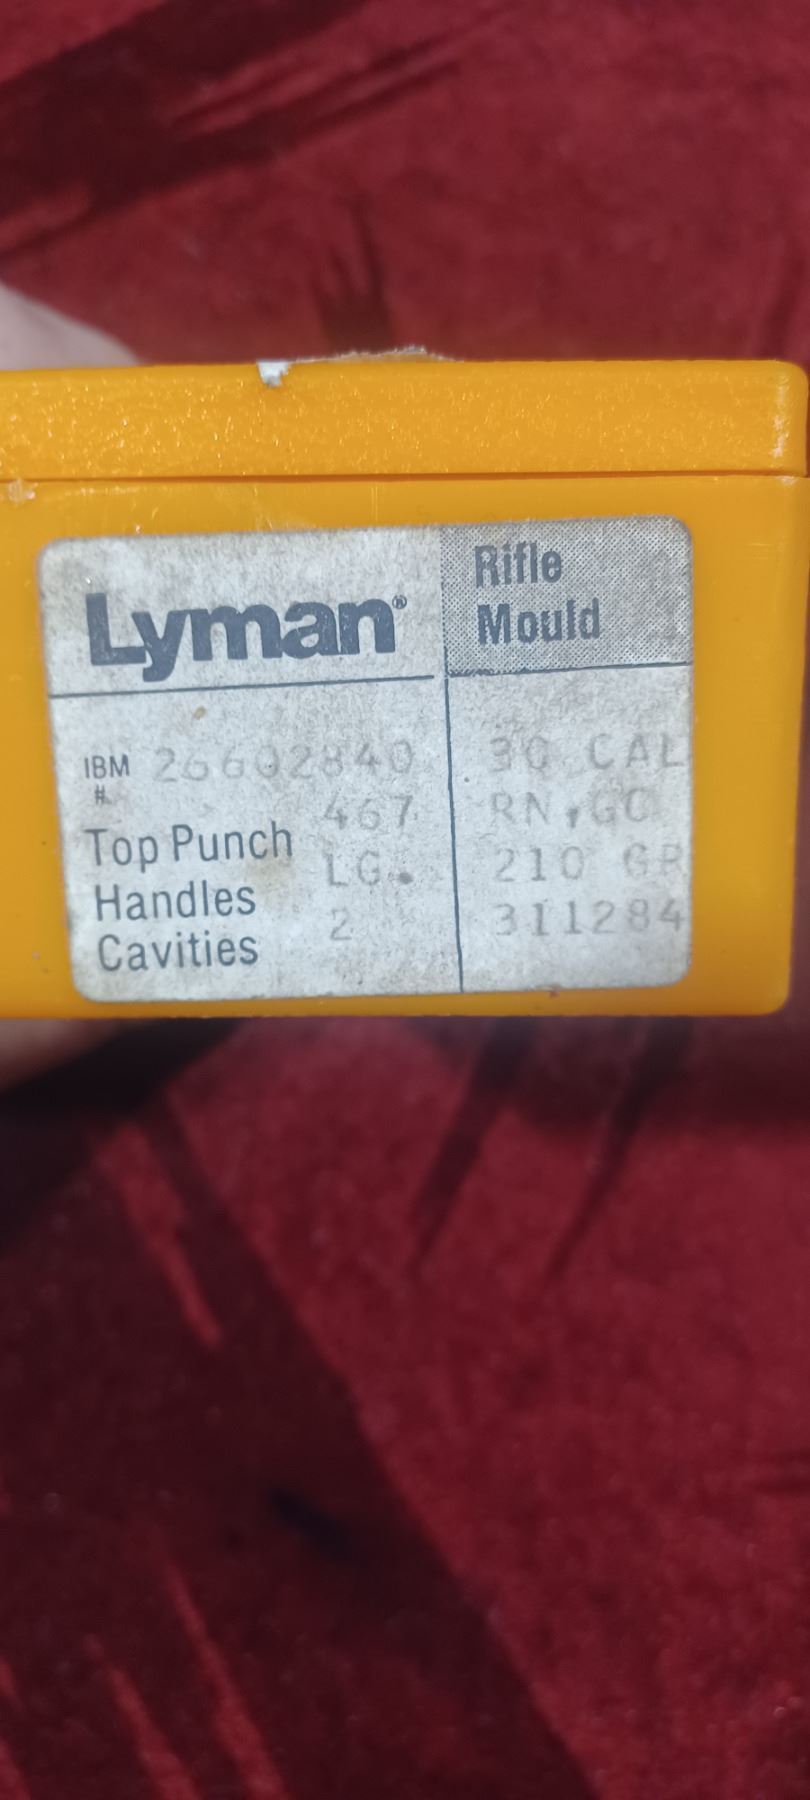 Lyman®
Rifle
Mould
IBM # 26602840
Top Punch 467
Handles LG.
Cavities 2
30 CAL
RN,GC
210 GR
311284